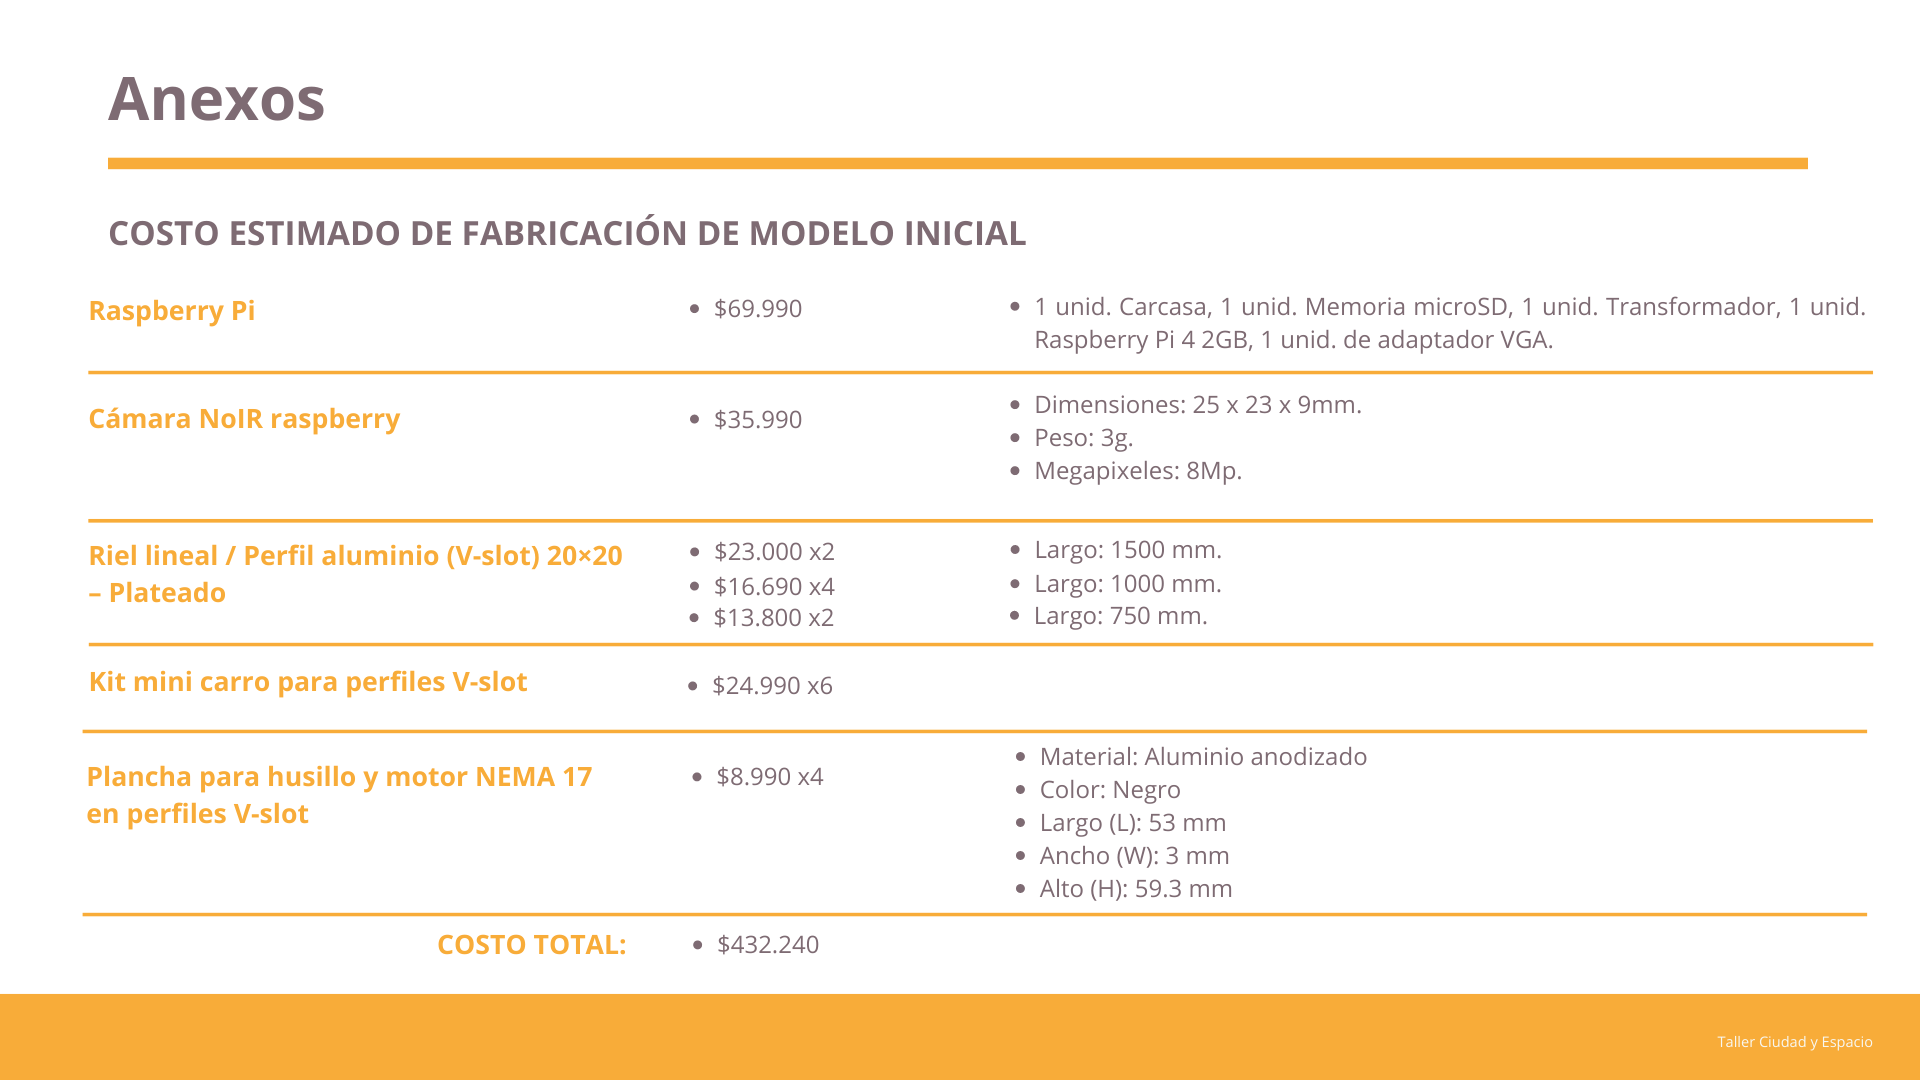 Anexos
COSTO ESTIMADO DE FABRICACIÓN DE MODELO INICIAL
Raspberry Pi
• $69.990
• 1 unid. Carcasa, 1 unid. Memoria microSD, 1 unid. Transformador, 1 unid.
Raspberry Pi 4 2GB, 1 unid. de adaptador VGA.
Cámara NoIR raspberry
• $35.990
• Dimensiones: 25 x 23 x 9mm.
• Peso: 3g.
• Megapixeles: 8Mp.
Riel lineal / Perfil aluminio (V-slot) 20×20
– Plateado
• $23.000 x2
• $16.690 x4
• $13.800 x2
• Largo: 1500 mm.
• Largo: 1000 mm.
• Largo: 750 mm.
Kit mini carro para perfiles V-slot
• $24.990 x6
Plancha para husillo y motor NEMA 17
en perfiles V-slot
• $8.990 x4
• Material: Aluminio anodizado
• Color: Negro
• Largo (L): 53 mm
• Ancho (W): 3 mm
• Alto (H): 59.3 mm
COSTO TOTAL:
• $432.240
Taller Ciudad y Espacio